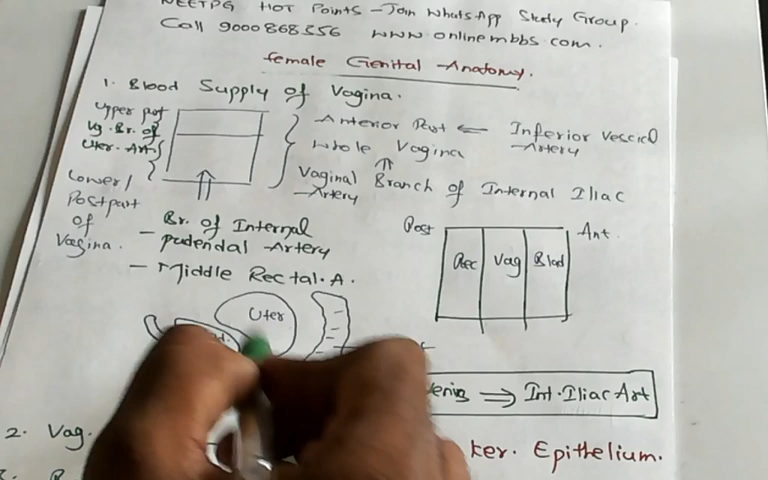 NEETPG HOT Points - Join WhatsApp Study Group.
Call 9000868356 www.onlinembbs.com.
female Genital Anatomy.
1. Blood Supply of Vagina.
Upper part
Vg. Br. of
Uter. Art
Anterior Part ← Inferior Vescicl
Artery
Whole Vagina
Vaginal Branch of Internal Iliac
Artery
Lower/
Post part
of
Vagina.
- Br. of Internal
pudendal Artery
- Middle Rectal. A.
Post Ant.
Rec Vag Blad
Uter
⇒ Int. Iliac Art
2. Vag.
ker. Epithelium.